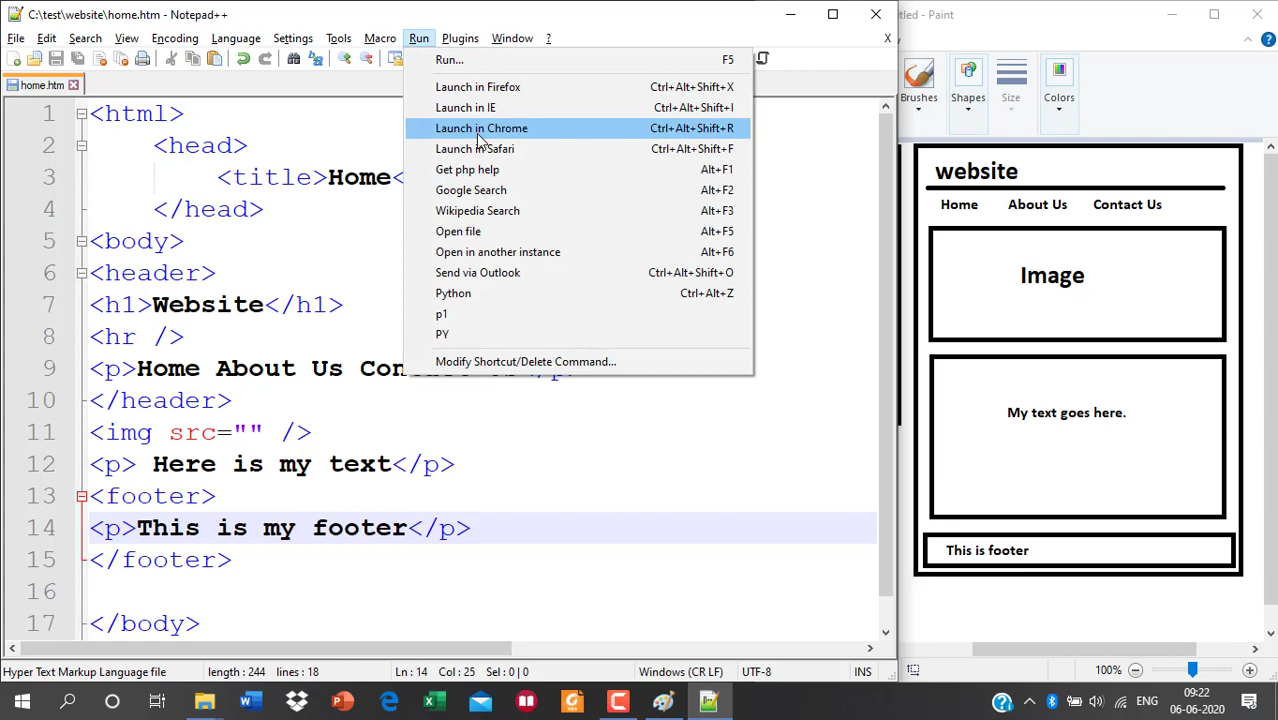 C:\test\website\home.htm - Notepad++
File Edit Search View Encoding Language Settings Tools Macro Run Plugins Window ? X
home.htm
1 <html>
2 <head>
3 <title>Home<
4 </head>
5 <body>
6 <header>
7 <h1>Website</h1>
8 <hr />
9 <p>Home About Us
10 </header>
11 <img src="" />
12 <p> Here is my text</p>
13 <footer>
14 <p>This is my footer</p>
15 </footer>
16
17 </body>
Run... F5
Launch in Firefox Ctrl+Alt+Shift+X
Launch in IE Ctrl+Alt+Shift+I
Launch in Chrome Ctrl+Alt+Shift+R
Launch in Safari Ctrl+Alt+Shift+F
Get php help Alt+F1
Google Search Alt+F2
Wikipedia Search Alt+F3
Open file Alt+F5
Open in another instance Alt+F6
Send via Outlook Ctrl+Alt+Shift+O
Python Ctrl+Alt+Z
p1
PY
Modify Shortcut/Delete Command...
Hyper Text Markup Language file length : 244 lines : 18 Ln : 14 Col : 25 Sel : 0 | 0 Windows (CR LF) UTF-8 INS
ntitled - Paint
Brushes Shapes Size Colors
website
Home About Us Contact Us
Image
My text goes here.
This is footer
100%
ENG
09:22
06-06-2020